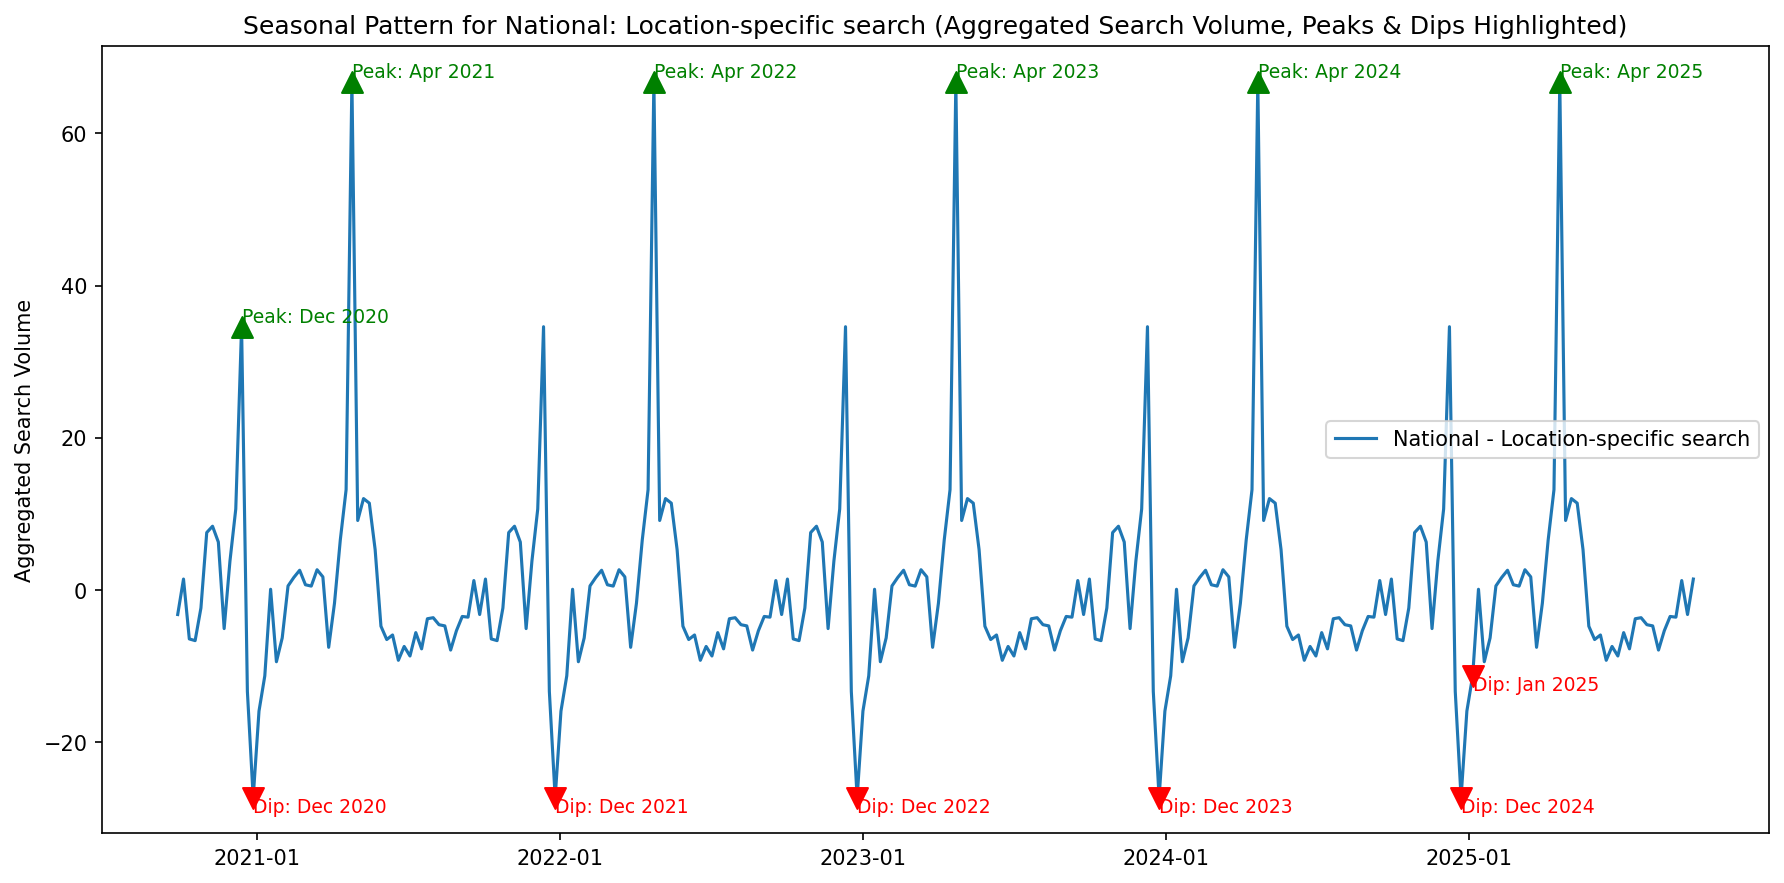 Seasonal Pattern for National: Location-specific search (Aggregated Search Volume, Peaks & Dips Highlighted)
Aggregated Search Volume
60
40
20
0
−20
Peak: Dec 2020
Peak: Apr 2021
Peak: Apr 2022
Peak: Apr 2023
Peak: Apr 2024
Peak: Apr 2025
National - Location-specific search
Dip: Jan 2025
Dip: Dec 2020
Dip: Dec 2021
Dip: Dec 2022
Dip: Dec 2023
Dip: Dec 2024
2021-01
2022-01
2023-01
2024-01
2025-01